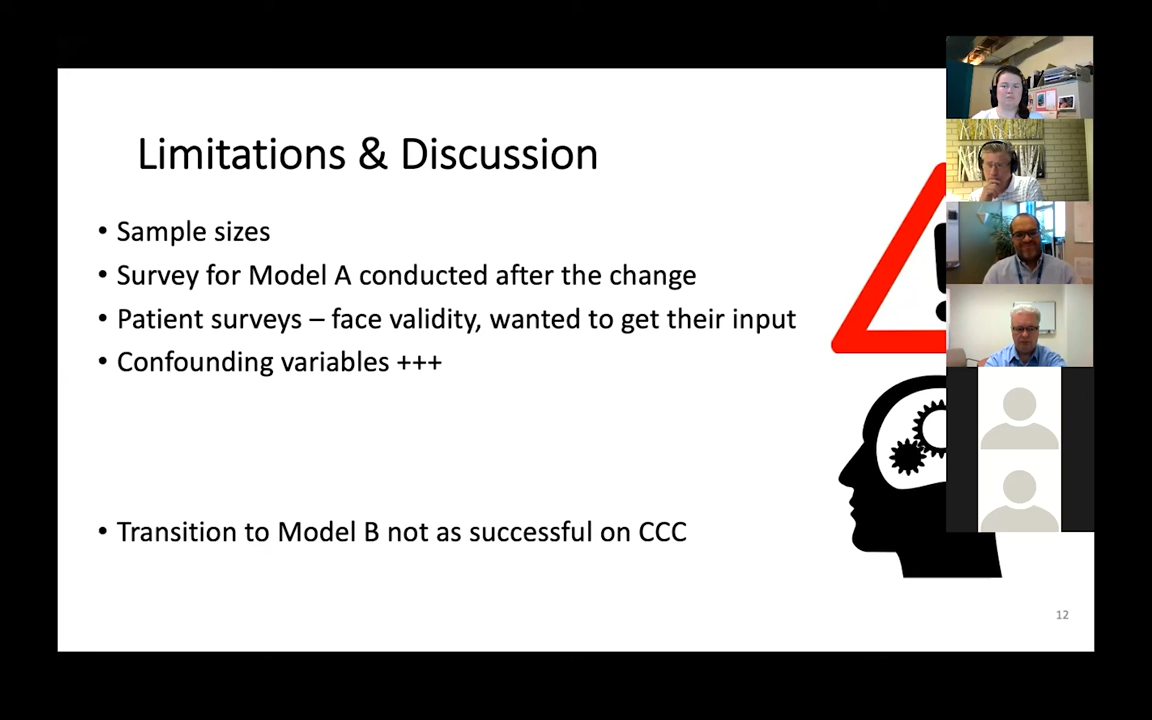 Limitations & Discussion
• Sample sizes
• Survey for Model A conducted after the change
• Patient surveys – face validity, wanted to get their input
• Confounding variables +++
• Transition to Model B not as successful on CCC
12